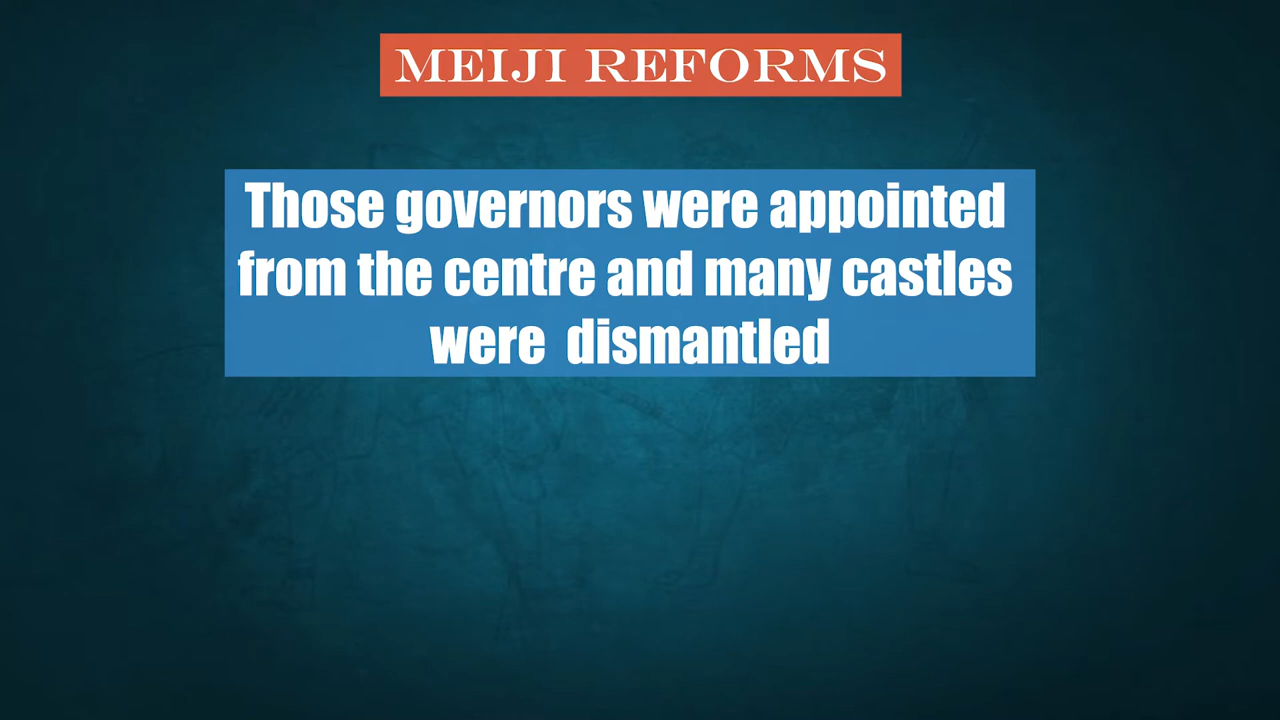 MEIJI REFORMS
Those governors were appointed
from the centre and many castles
were dismantled